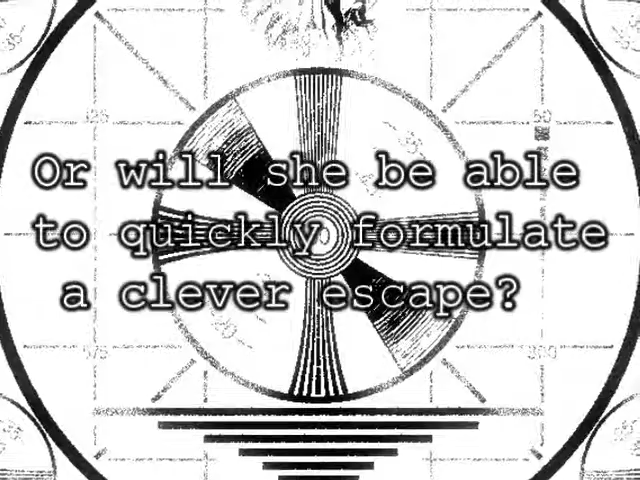 Or will she be able
to quickly formulate
a clever escape?